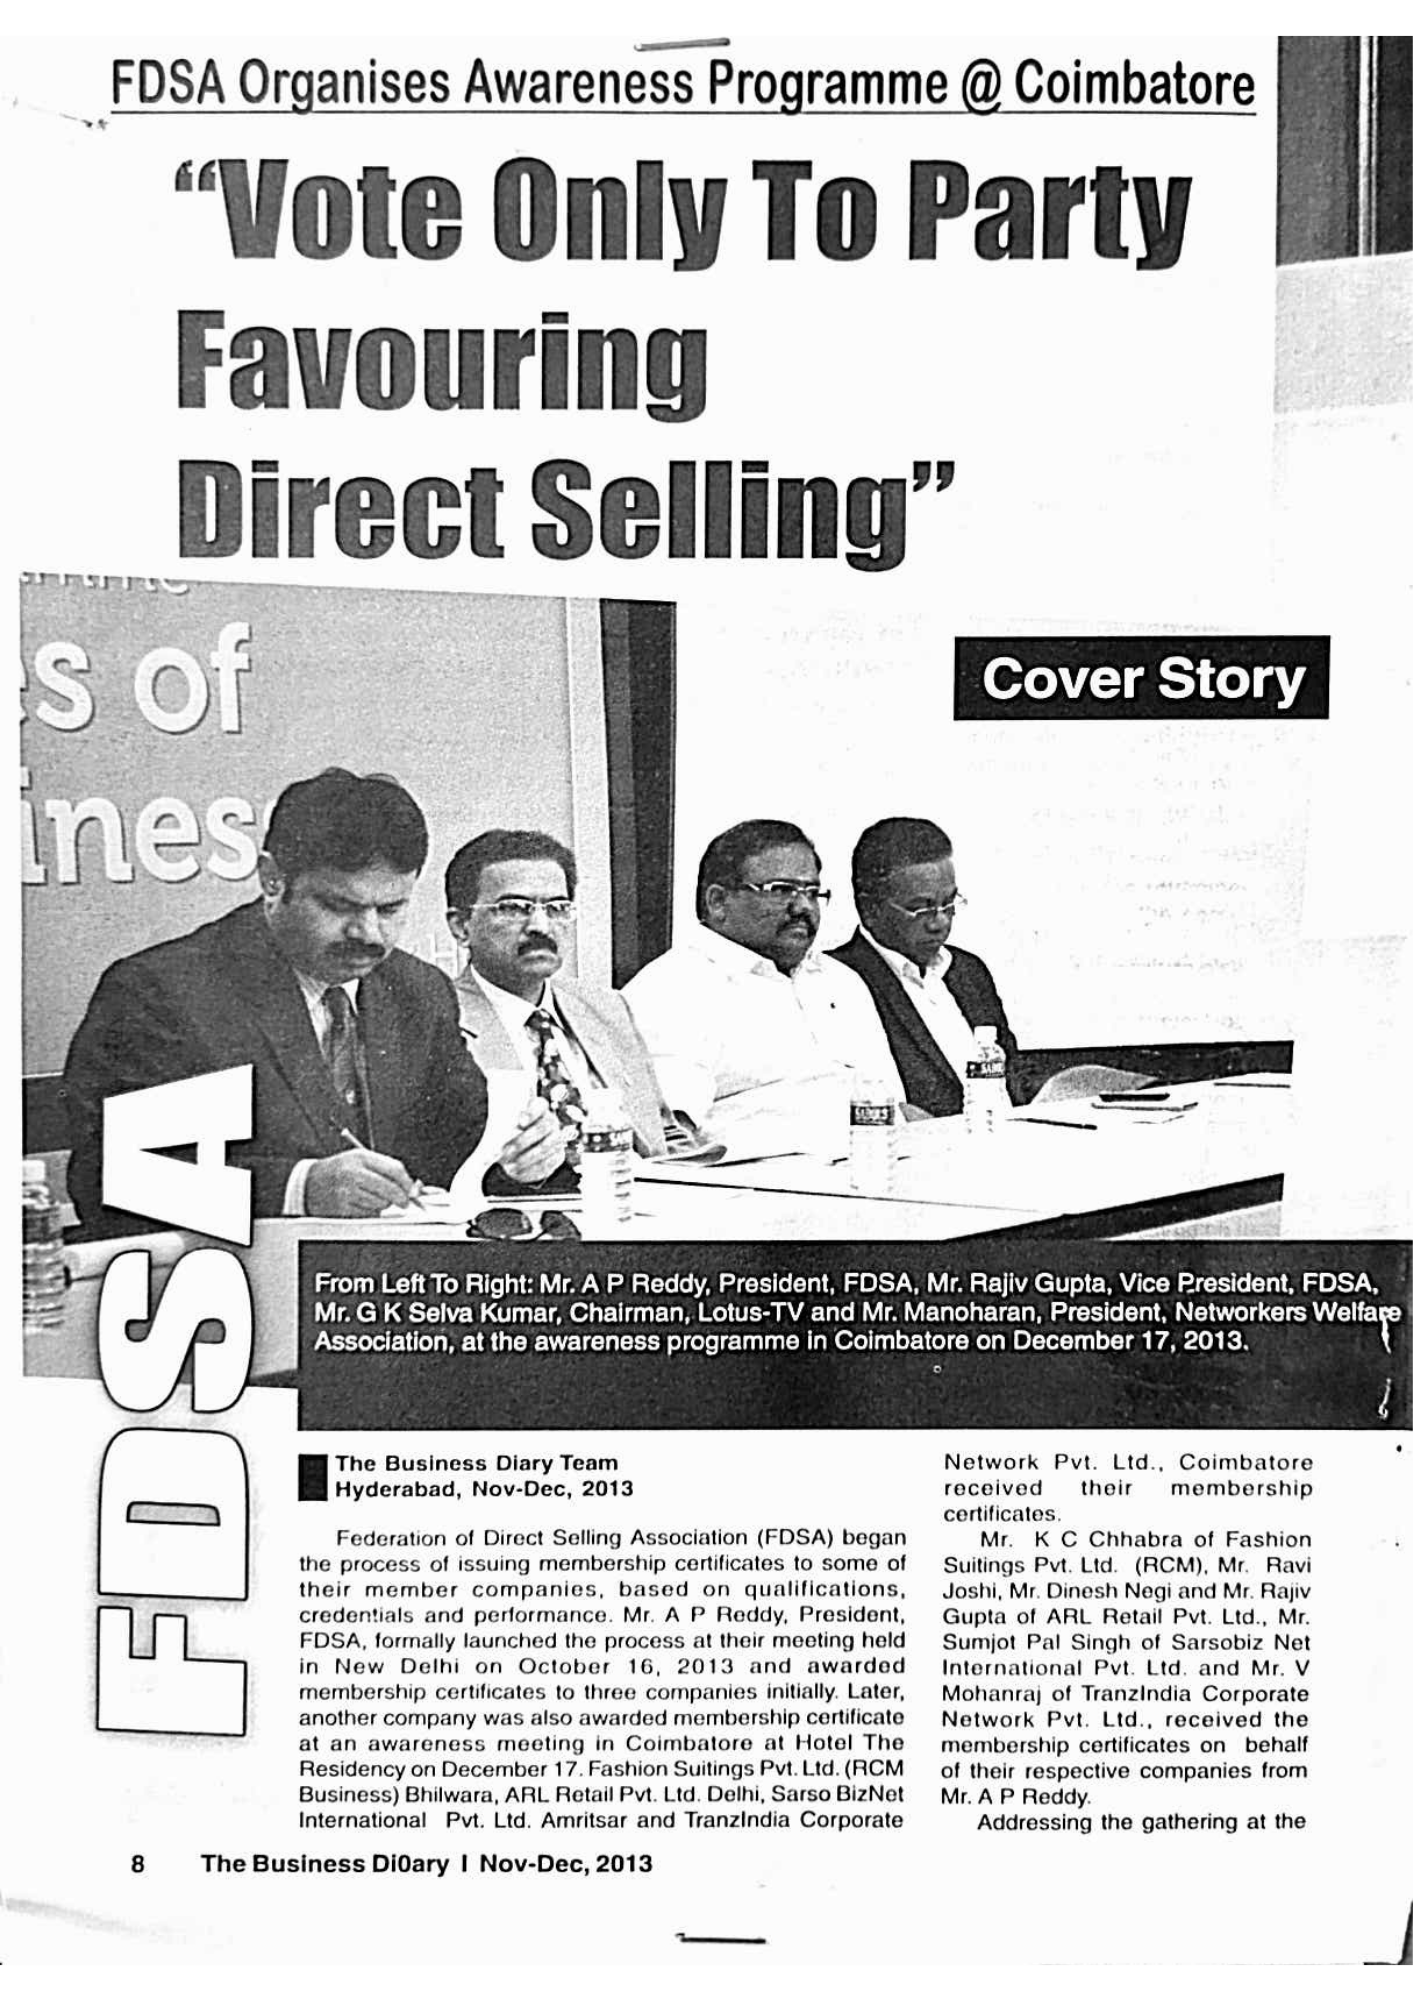 FDSA Organises Awareness Programme @ Coimbatore
“Vote Only To Party
Favouring
Direct Selling”
s of
ines
Cover Story
FDSA
From Left To Right: Mr. A P Reddy, President, FDSA, Mr. Rajiv Gupta, Vice President, FDSA,
Mr. G K Selva Kumar, Chairman, Lotus-TV and Mr. Manoharan, President, Networkers Welfare
Association, at the awareness programme in Coimbatore on December 17, 2013.
The Business Diary Team
Hyderabad, Nov-Dec, 2013
Federation of Direct Selling Association (FDSA) began
the process of issuing membership certificates to some of
their member companies, based on qualifications,
credentials and performance. Mr. A P Reddy, President,
FDSA, formally launched the process at their meeting held
in New Delhi on October 16, 2013 and awarded
membership certificates to three companies initially. Later,
another company was also awarded membership certificate
at an awareness meeting in Coimbatore at Hotel The
Residency on December 17. Fashion Suitings Pvt. Ltd. (RCM
Business) Bhilwara, ARL Retail Pvt. Ltd. Delhi, Sarso BizNet
International Pvt. Ltd. Amritsar and TranzIndia Corporate
Network Pvt. Ltd., Coimbatore
received their membership
certificates.
Mr. K C Chhabra of Fashion
Suitings Pvt. Ltd. (RCM), Mr. Ravi
Joshi, Mr. Dinesh Negi and Mr. Rajiv
Gupta of ARL Retail Pvt. Ltd., Mr.
Sumjot Pal Singh of Sarsobiz Net
International Pvt. Ltd. and Mr. V
Mohanraj of TranzIndia Corporate
Network Pvt. Ltd., received the
membership certificates on behalf
of their respective companies from
Mr. A P Reddy.
Addressing the gathering at the
8 The Business Di0ary I Nov-Dec, 2013